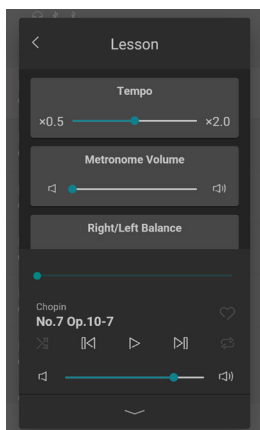 Lesson
Tempo
×0.5 ×2.0
Metronome Volume
Right/Left Balance
Chopin
No.7 Op.10-7